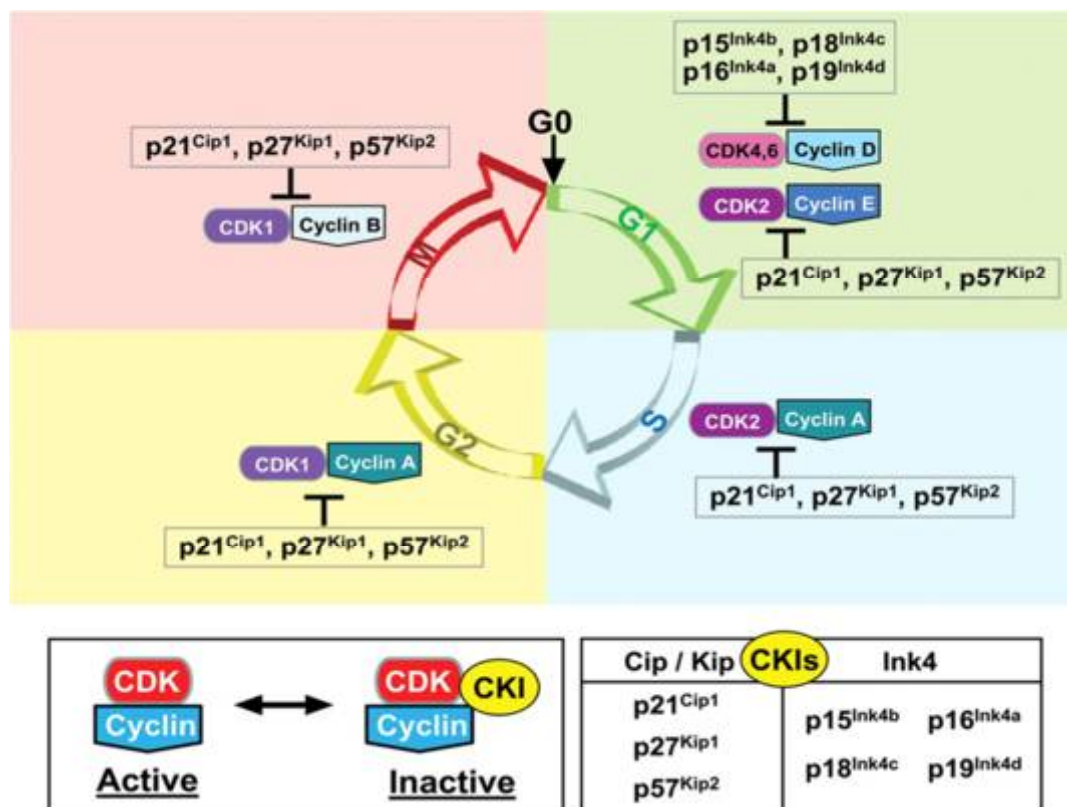 p15Ink4b, p18Ink4c
p16Ink4a, p19Ink4d
G0
p21Cip1, p27Kip1, p57Kip2
CDK4,6 Cyclin D
CDK2 Cyclin E
CDK1 Cyclin B
G1
M
p21Cip1, p27Kip1, p57Kip2
S
G2
CDK2 Cyclin A
CDK1 Cyclin A
p21Cip1, p27Kip1, p57Kip2
p21Cip1, p27Kip1, p57Kip2
CDK
Cyclin
Active
CDK CKI
Cyclin
Inactive
Cip / Kip CKIs Ink4
p21Cip1
p27Kip1
p57Kip2
p15Ink4b p16Ink4a
p18Ink4c p19Ink4d